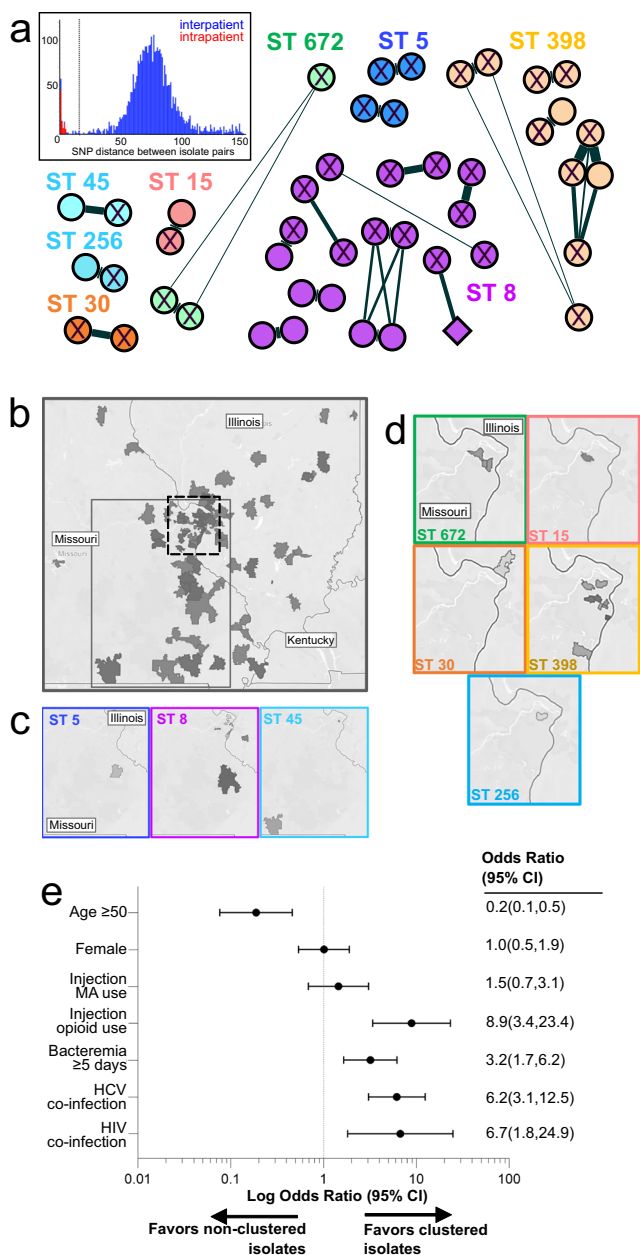 a
interpatient
intrapatient
100
50
0
0
50
100
150
SNP distance between isolate pairs
ST 672
ST 5
ST 398
ST 45
ST 15
ST 256
ST 30
ST 8
X X X X X X X X X X X X X X X X X X X X X X X X X X X X X X X X X
b
Illinois
Missouri
Missouri
Kentucky
c
ST 5
Illinois
ST 8
ST 45
Missouri
d
Illinois
Missouri
ST 672
ST 15
ST 30
ST 398
ST 256
e
Odds Ratio
(95% CI)
Age ≥50
0.2(0.1,0.5)
Female
1.0(0.5,1.9)
Injection
MA use
1.5(0.7,3.1)
Injection
opioid use
8.9(3.4,23.4)
Bacteremia
≥5 days
3.2(1.7,6.2)
HCV
co-infection
6.2(3.1,12.5)
HIV
co-infection
6.7(1.8,24.9)
0.01
0.1
1
10
100
Log Odds Ratio (95% CI)
Favors non-clustered
isolates
Favors clustered
isolates